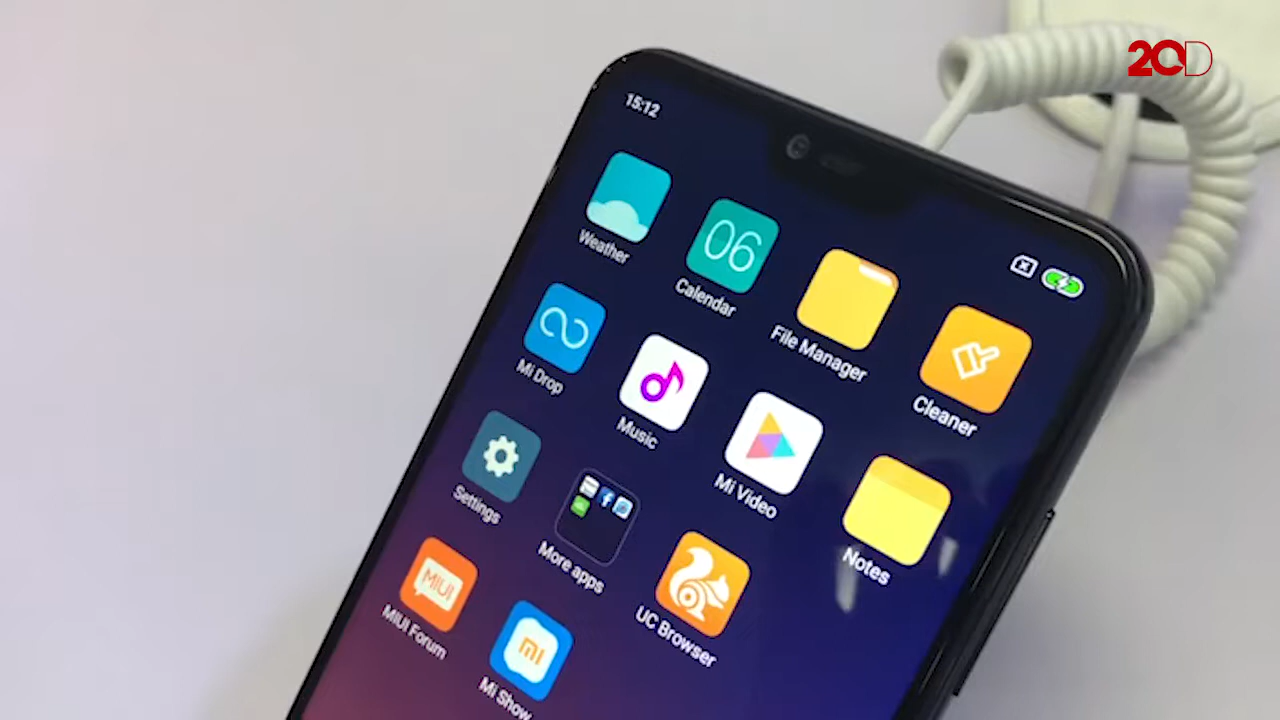 20D
15:12
Weather
06
Calendar
File Manager
Cleaner
Mi Drop
Music
Mi Video
Notes
Settings
More apps
UC Browser
MIUI
MIUI Forum
Mi Show